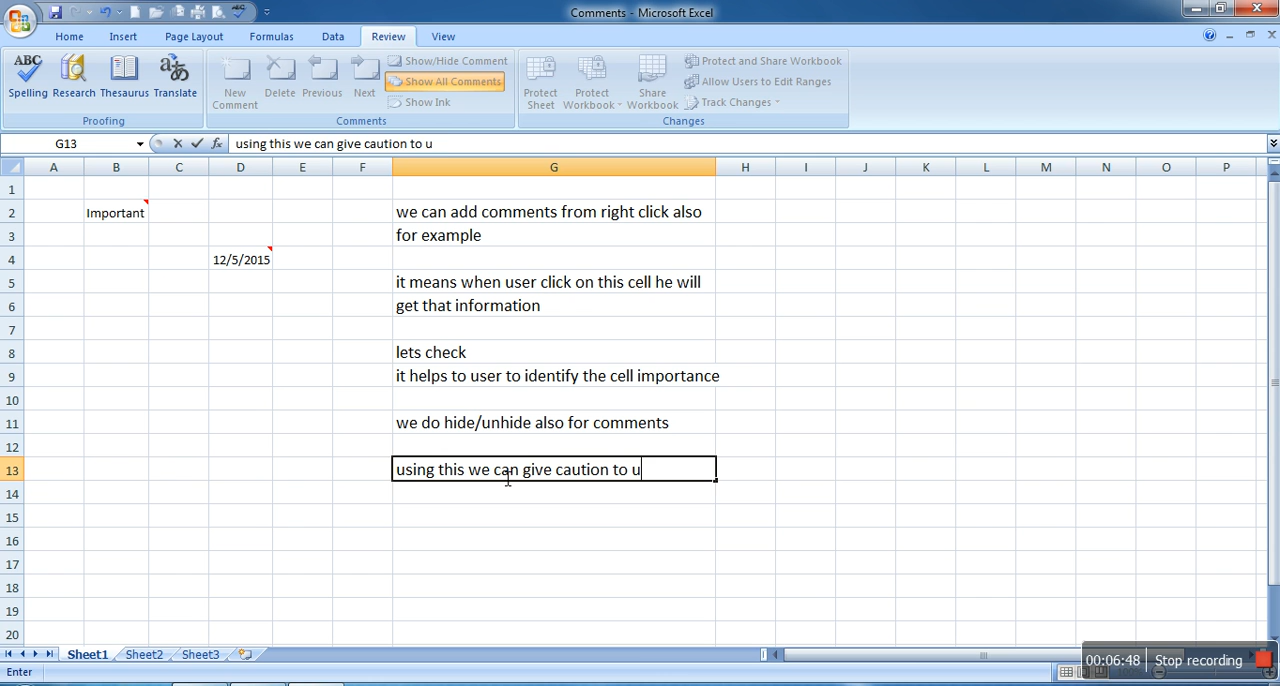 Comments - Microsoft Excel
Home Insert Page Layout Formulas Data Review View
ABC ABC
Spelling Research Thesaurus Translate
Proofing
New Comment Delete Previous Next
Show/Hide Comment
Show All Comments
Show Ink
Comments
Protect Sheet Protect Workbook Share Workbook
Protect and Share Workbook
Allow Users to Edit Ranges
Track Changes
Changes
G13 fx using this we can give caution to u
A B C D E F G H I J K L M N O P
1
2 Important we can add comments from right click also
3 for example
4 12/5/2015
5 it means when user click on this cell he will
6 get that information
7
8 lets check
9 it helps to user to identify the cell importance
10
11 we do hide/unhide also for comments
12
13 using this we can give caution to u
14
15
16
17
18
19
20
Sheet1 Sheet2 Sheet3
Enter
00:06:48 Stop recording